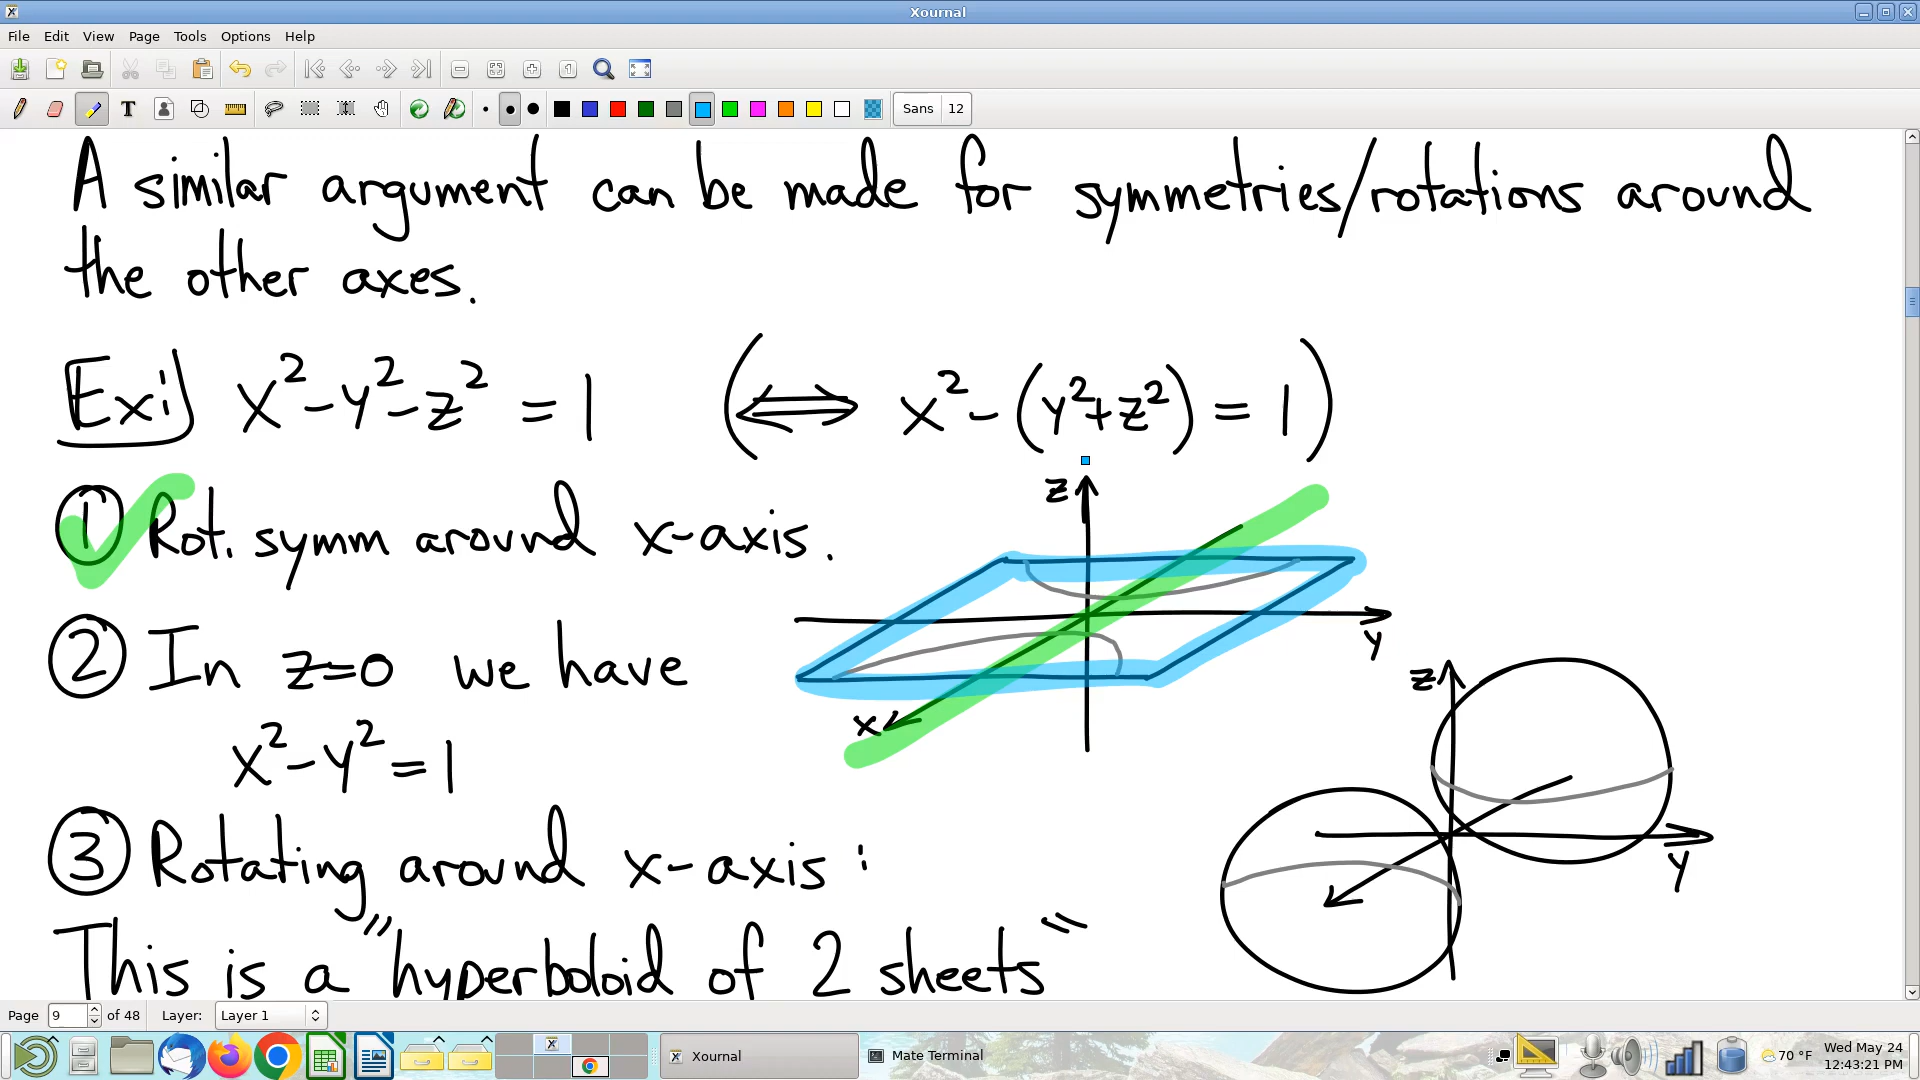 Xournal
File Edit View Page Tools Options Help
Sans 12
A similar argument can be made for symmetries/rotations around
the other axes.
Ex: x²-y²-z²=1 (⟺ x²-(y²+z²)=1)
① Rot. symm around x-axis.
z
y
x
② In z=0 we have
x²-y²=1
z
y
③ Rotating around x-axis:
This is a "hyperboloid of 2 sheets"
Page 9 of 48 Layer: Layer 1
Xournal
Mate Terminal
70 °F
Wed May 24
12:43:21 PM